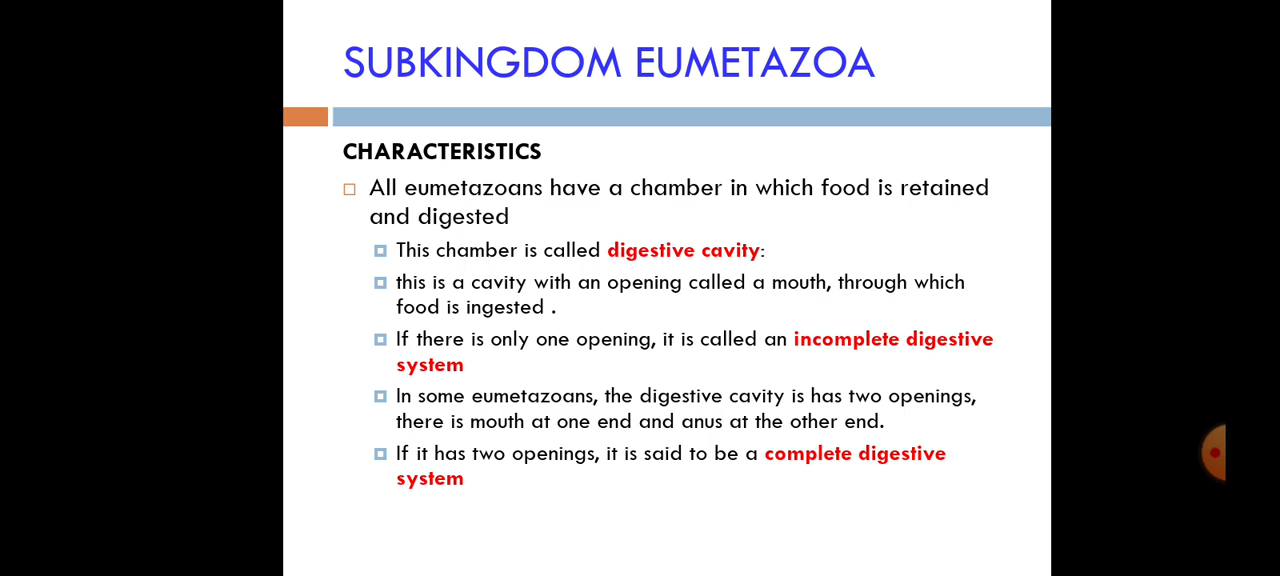 SUBKINGDOM EUMETAZOA
CHARACTERISTICS
All eumetazoans have a chamber in which food is retained
and digested
This chamber is called digestive cavity:
this is a cavity with an opening called a mouth, through which
food is ingested .
If there is only one opening, it is called an incomplete digestive
system
In some eumetazoans, the digestive cavity is has two openings,
there is mouth at one end and anus at the other end.
If it has two openings, it is said to be a complete digestive
system